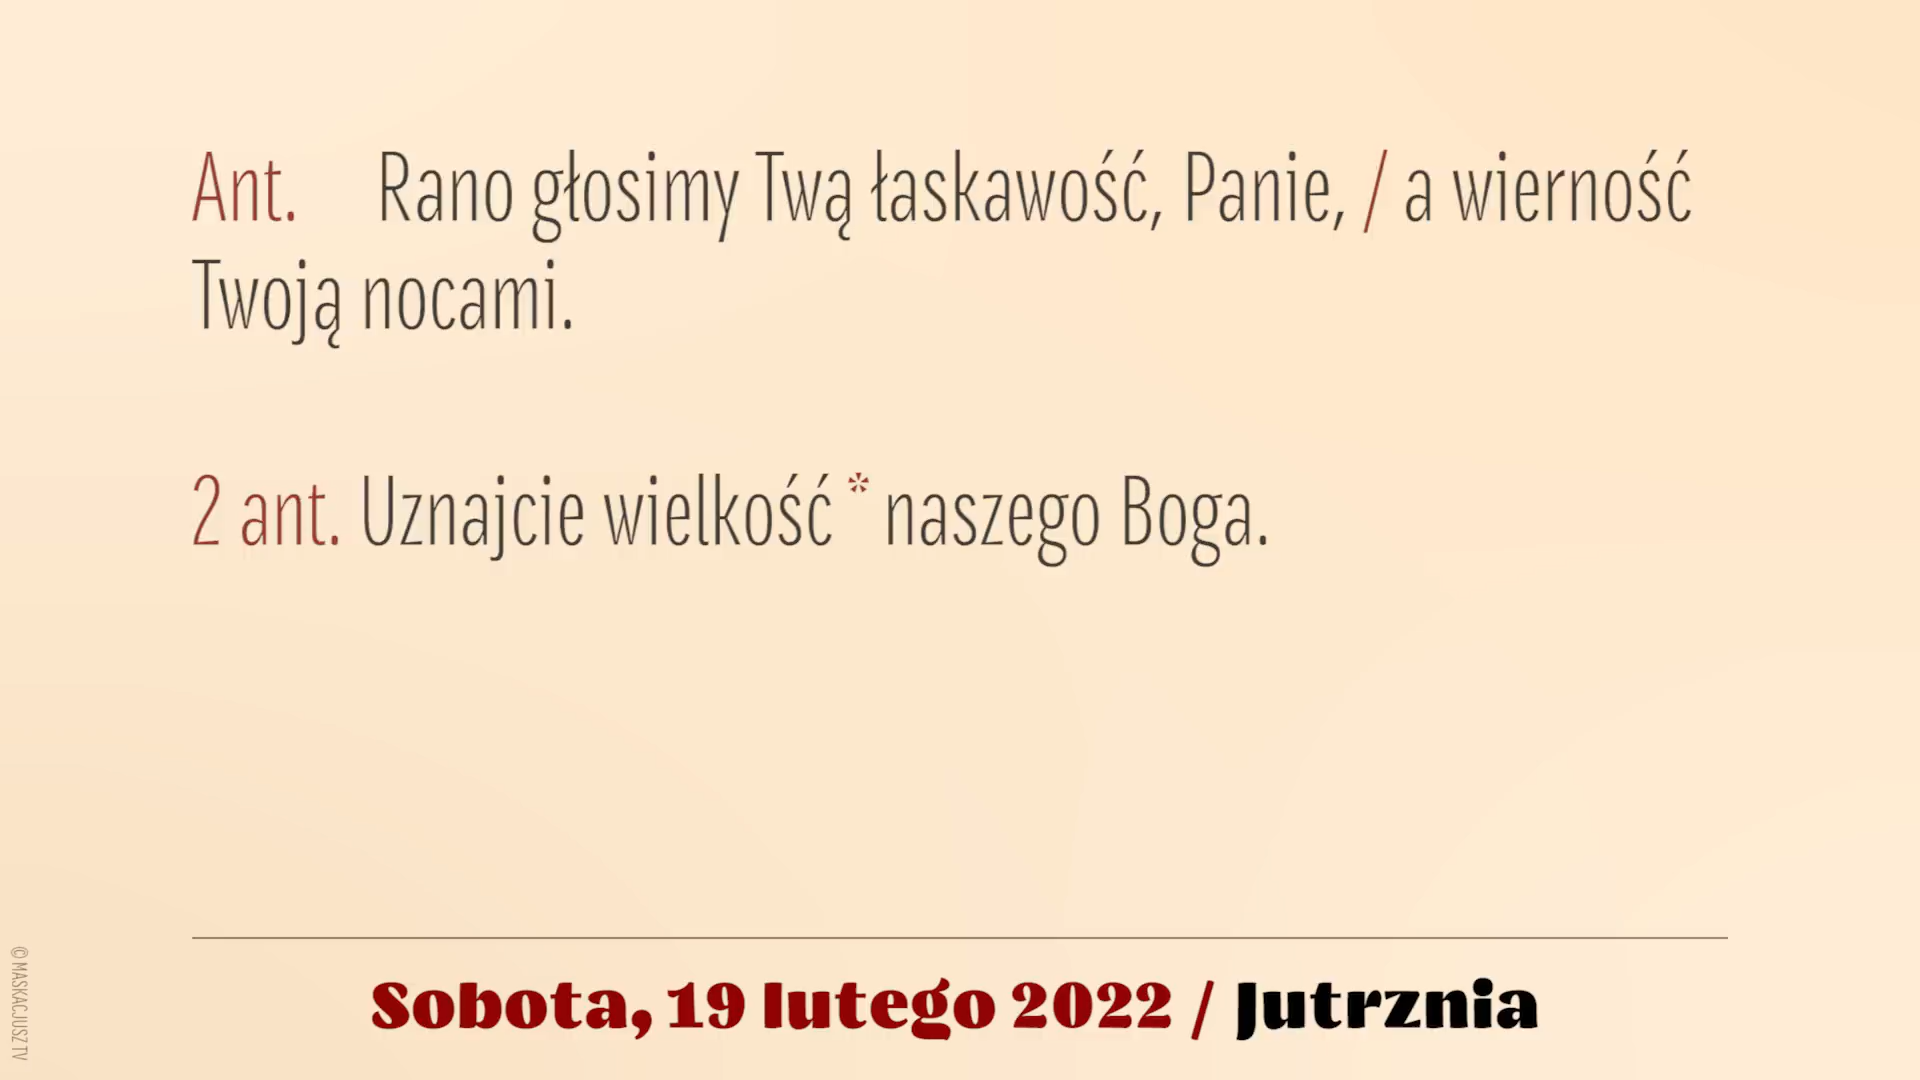 Ant. Rano głosimy Twą łaskawość, Panie, / a wierność
Twoją nocami.
2 ant. Uznajcie wielkość * naszego Boga.
Sobota, 19 lutego 2022 / Jutrznia
© MASKACJUSZ TV